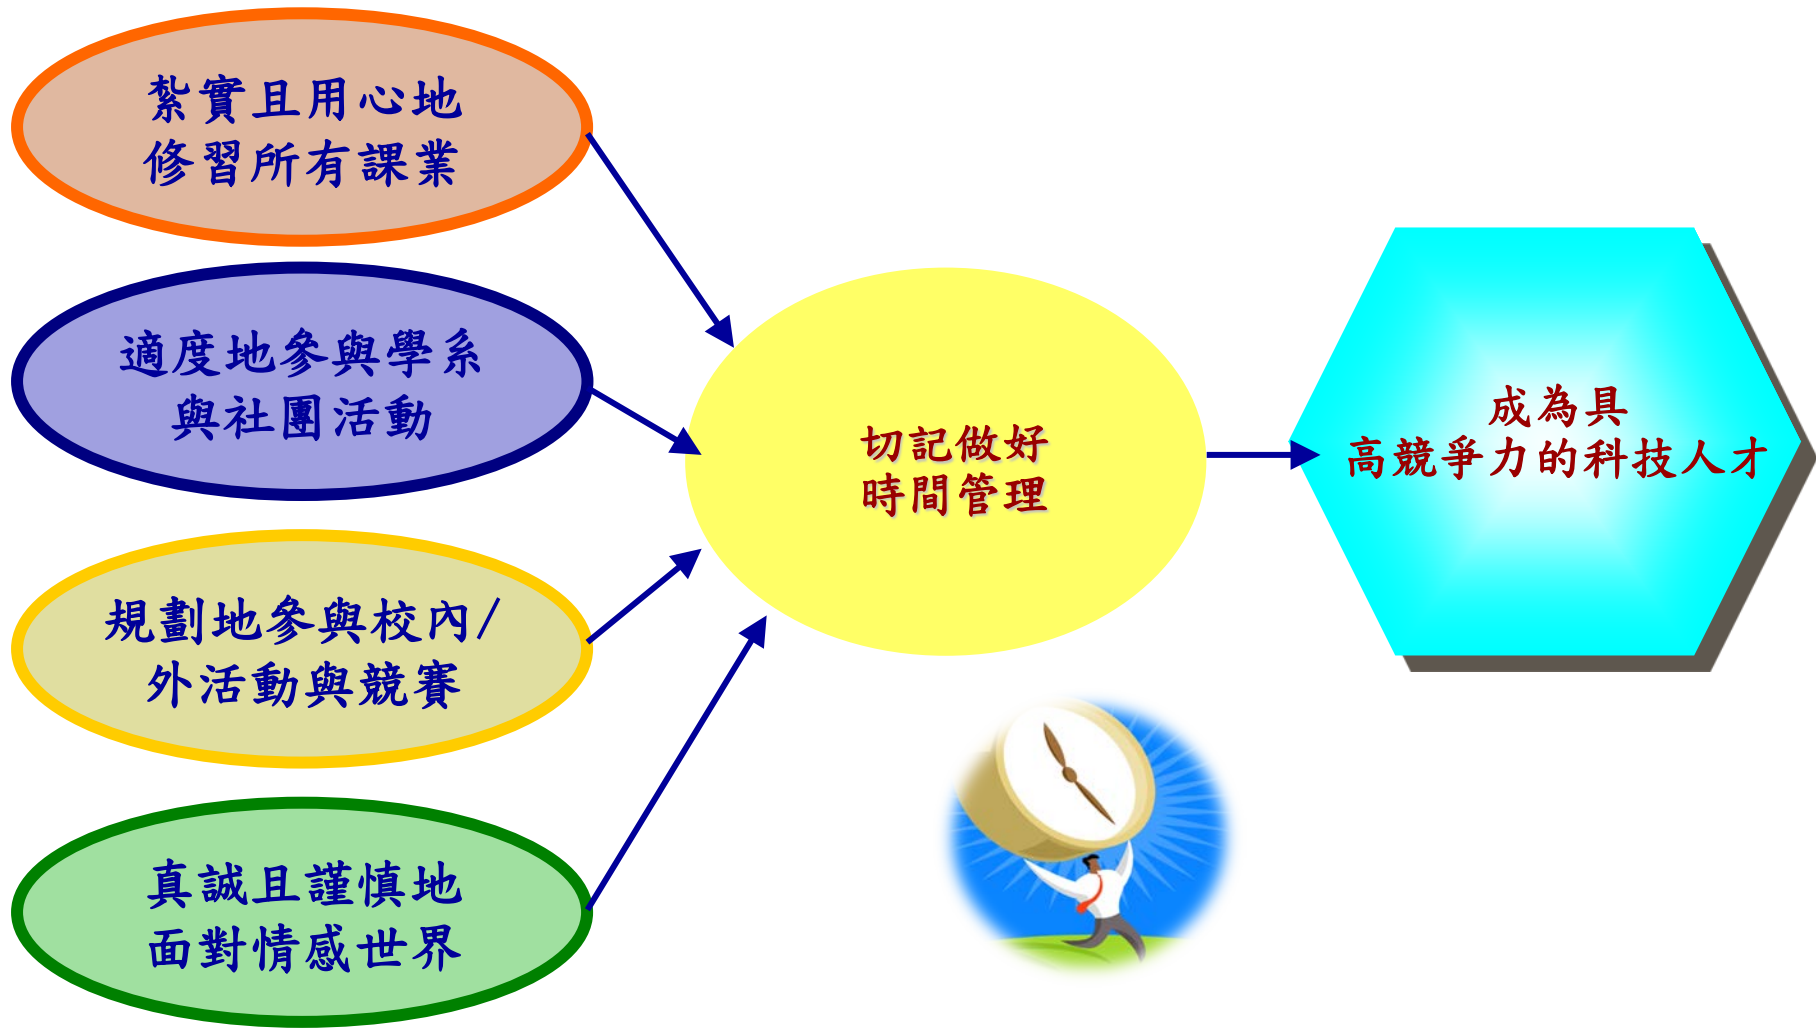 紮實且用心地
修習所有課業
適度地參與學系
與社團活動
規劃地參與校內/
外活動與競賽
真誠且謹慎地
面對情感世界
切記做好
時間管理
成為具
高競爭力的科技人才